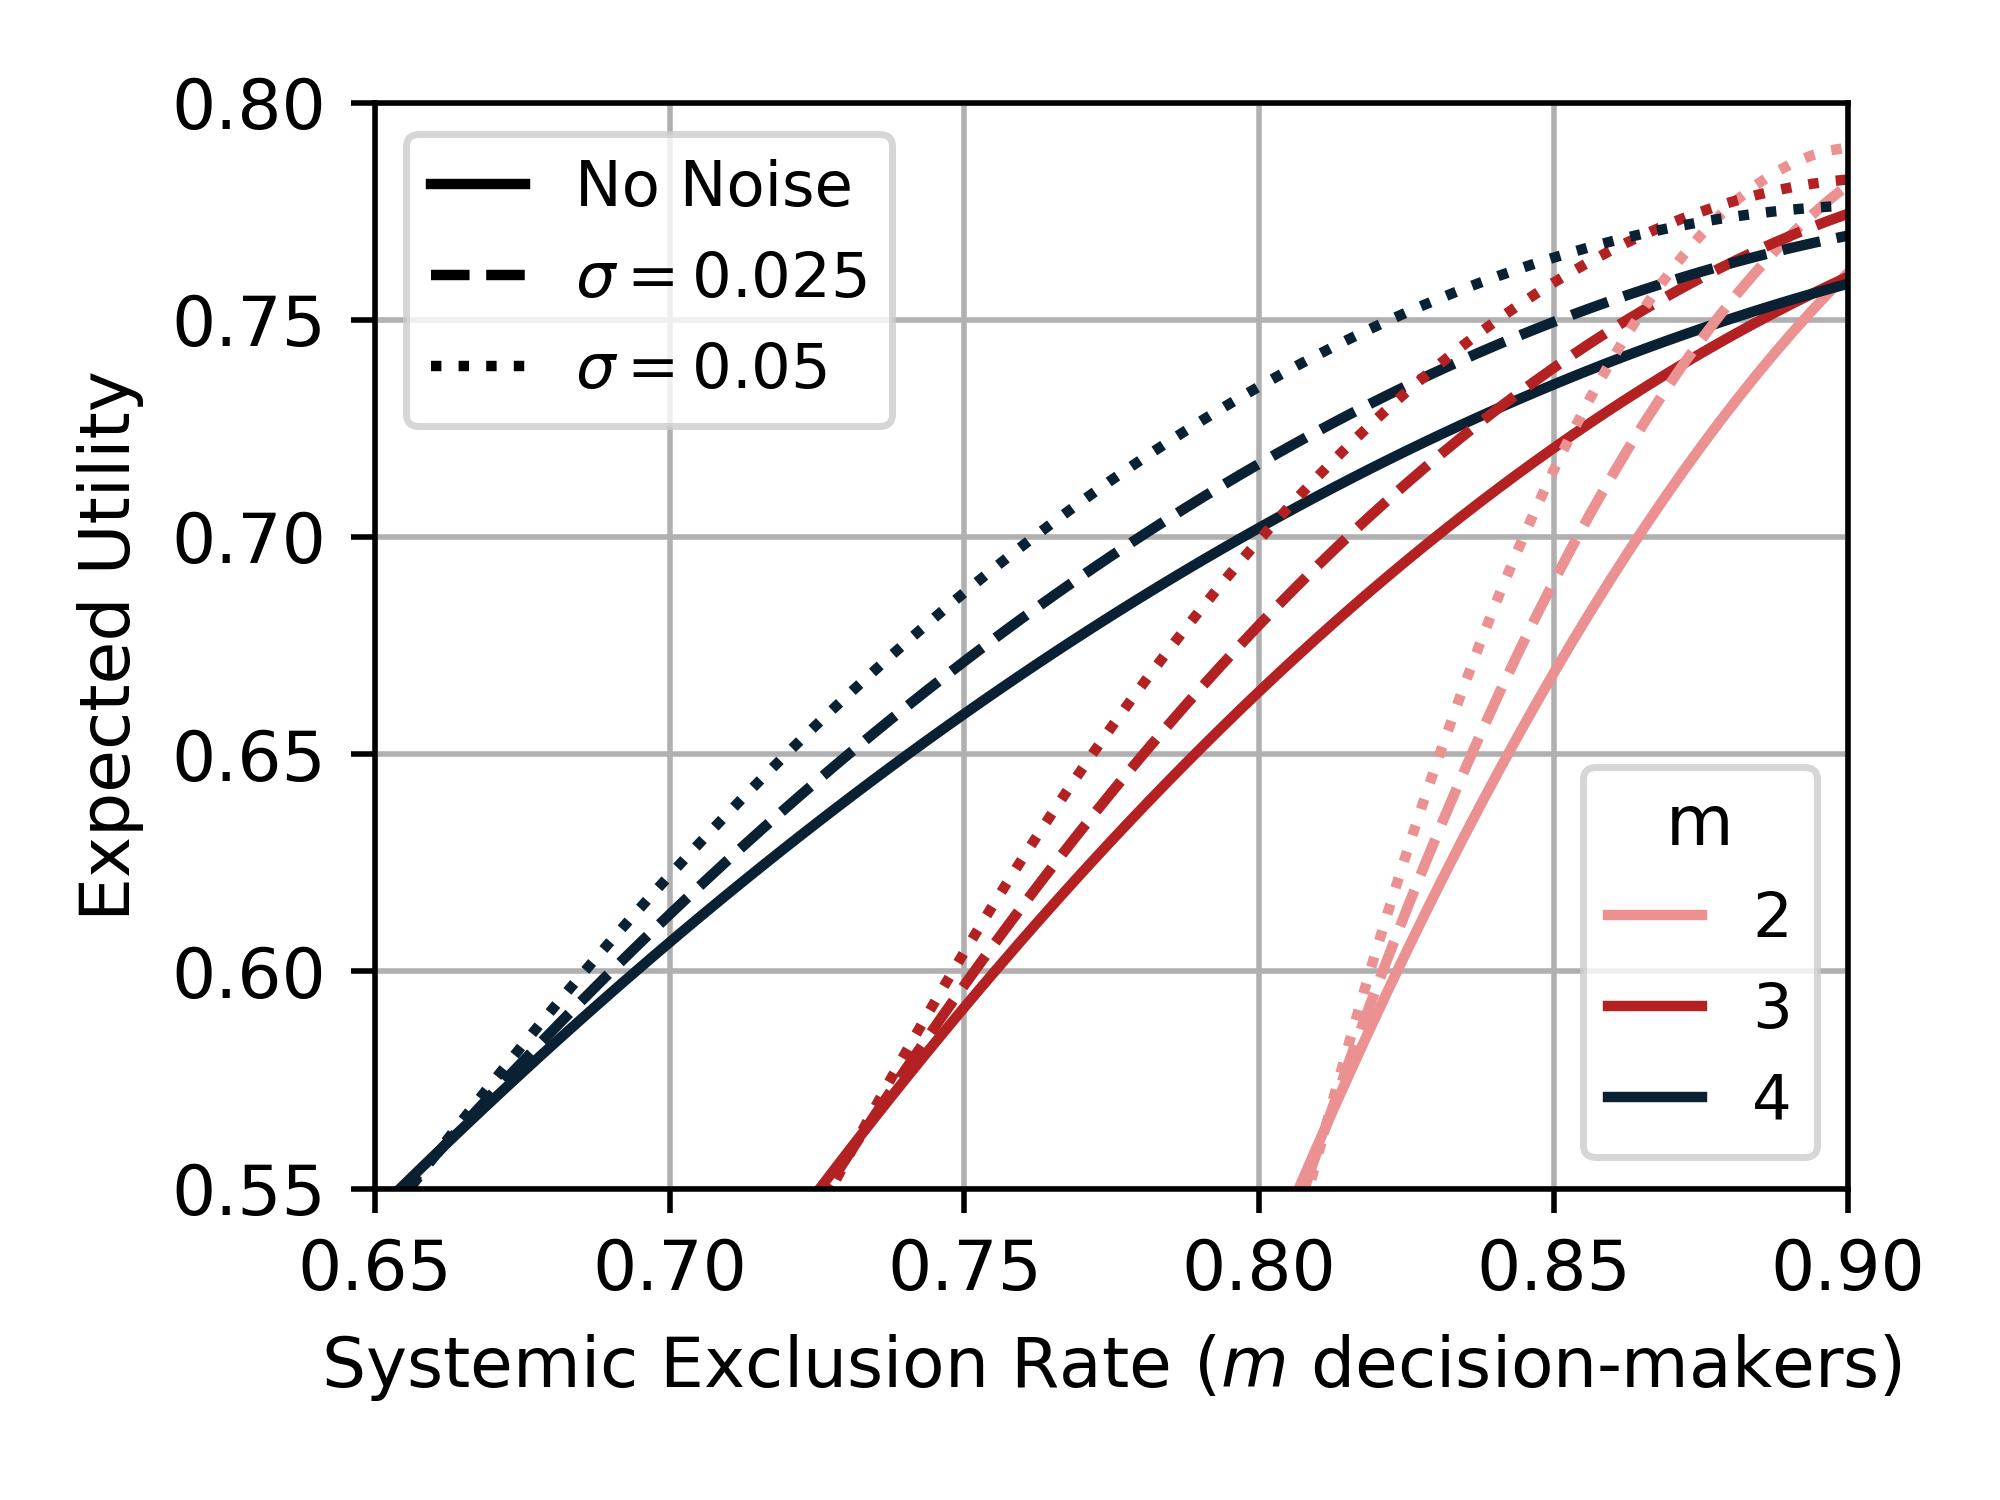 0.80
0.75
0.70
0.65
0.60
0.55
Expected Utility
No Noise
σ = 0.025
σ = 0.05
m
2
3
4
0.65 0.70 0.75 0.80 0.85 0.90
Systemic Exclusion Rate (m decision-makers)